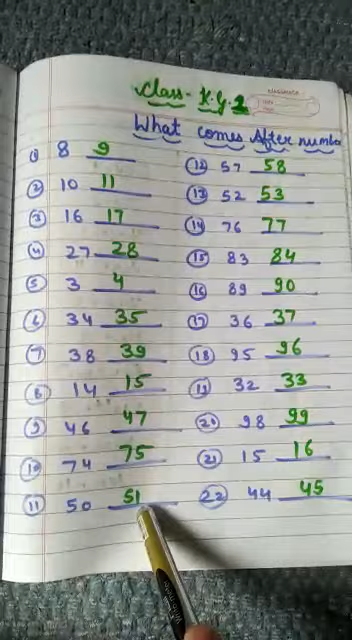 Class - K.G 2
classmate
What comes After number
① 8 9
② 10 11
③ 16 17
④ 27 28
⑤ 3 4
⑥ 34 35
⑦ 38 39
⑧ 14 15
⑨ 46 47
⑩ 74 75
⑪ 50 51
⑫ 57 58
⑬ 52 53
⑭ 76 77
⑮ 83 84
⑯ 89 90
⑰ 36 37
⑱ 95 96
⑲ 32 33
⑳ 98 99
㉑ 15 16
㉒ 44 45